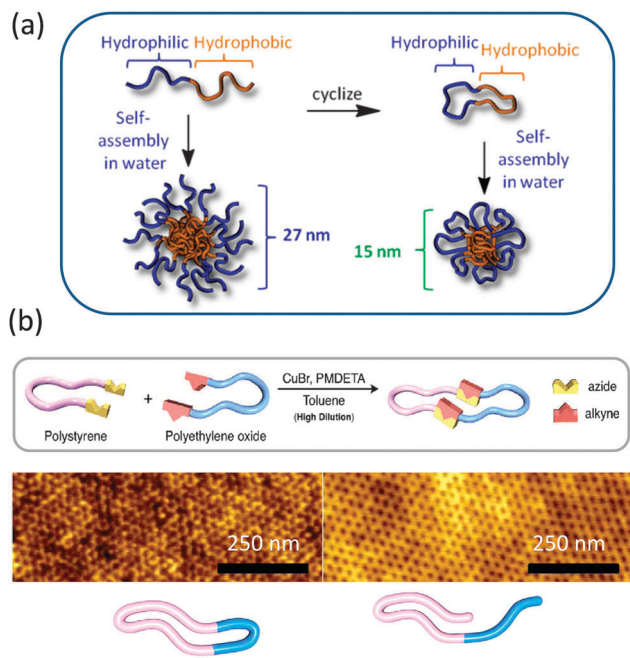 (a)
Hydrophilic Hydrophobic
Hydrophilic Hydrophobic
cyclize
Self-
assembly
in water
Self-
assembly
in water
27 nm
15 nm
(b)
CuBr, PMDETA
Toluene
(High Dilution)
+
Polystyrene
Polyethylene oxide
azide
alkyne
250 nm
250 nm